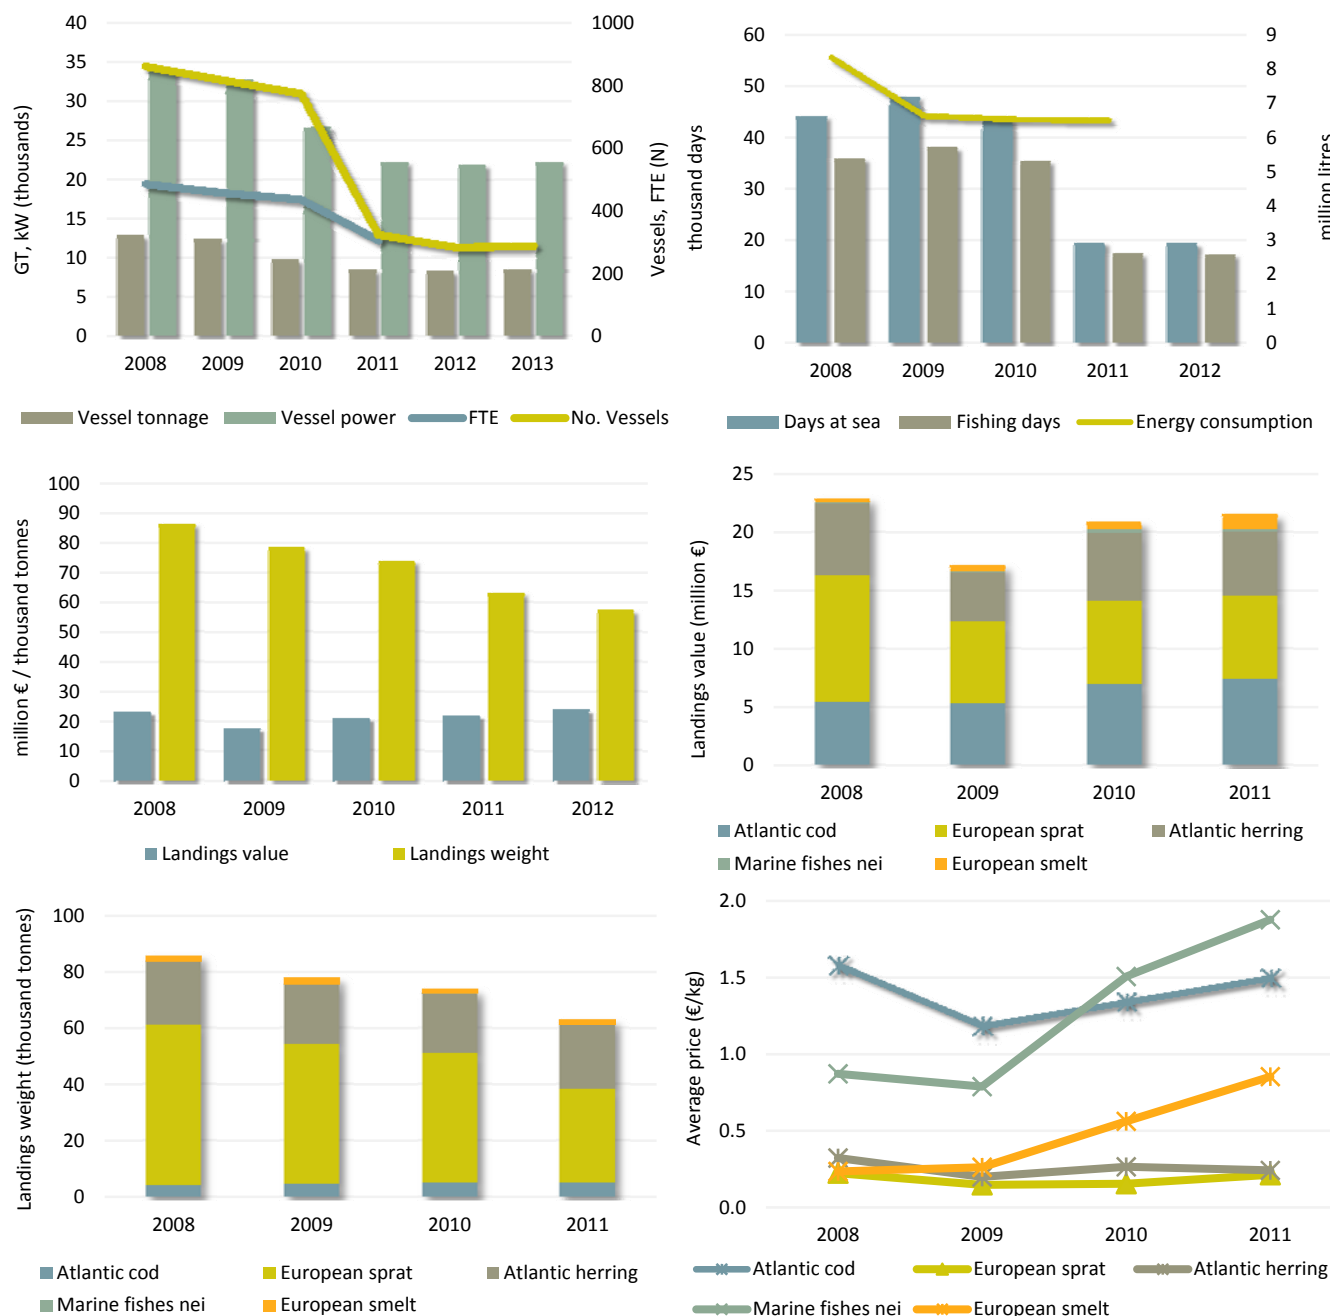 40
35
30
25
20
15
10
5
0
GT, kW (thousands)
1000
800
600
400
200
0
Vessels, FTE (N)
2008 2009 2010 2011 2012 2013
Vessel tonnage Vessel power FTE No. Vessels
60
50
40
30
20
10
0
thousand days
9
8
7
6
5
4
3
2
1
0
million litres
2008 2009 2010 2011 2012
Days at sea Fishing days Energy consumption
100
90
80
70
60
50
40
30
20
10
0
million € / thousand tonnes
2008 2009 2010 2011 2012
Landings value Landings weight
25
20
15
10
5
0
Landings value (million €)
2008 2009 2010 2011
Atlantic cod European sprat Atlantic herring
Marine fishes nei European smelt
100
80
60
40
20
0
Landings weight (thousand tonnes)
2008 2009 2010 2011
Atlantic cod European sprat Atlantic herring
Marine fishes nei European smelt
2.0
1.5
1.0
0.5
0.0
Average price (€/kg)
2008 2009 2010 2011
Atlantic cod European sprat Atlantic herring
Marine fishes nei European smelt